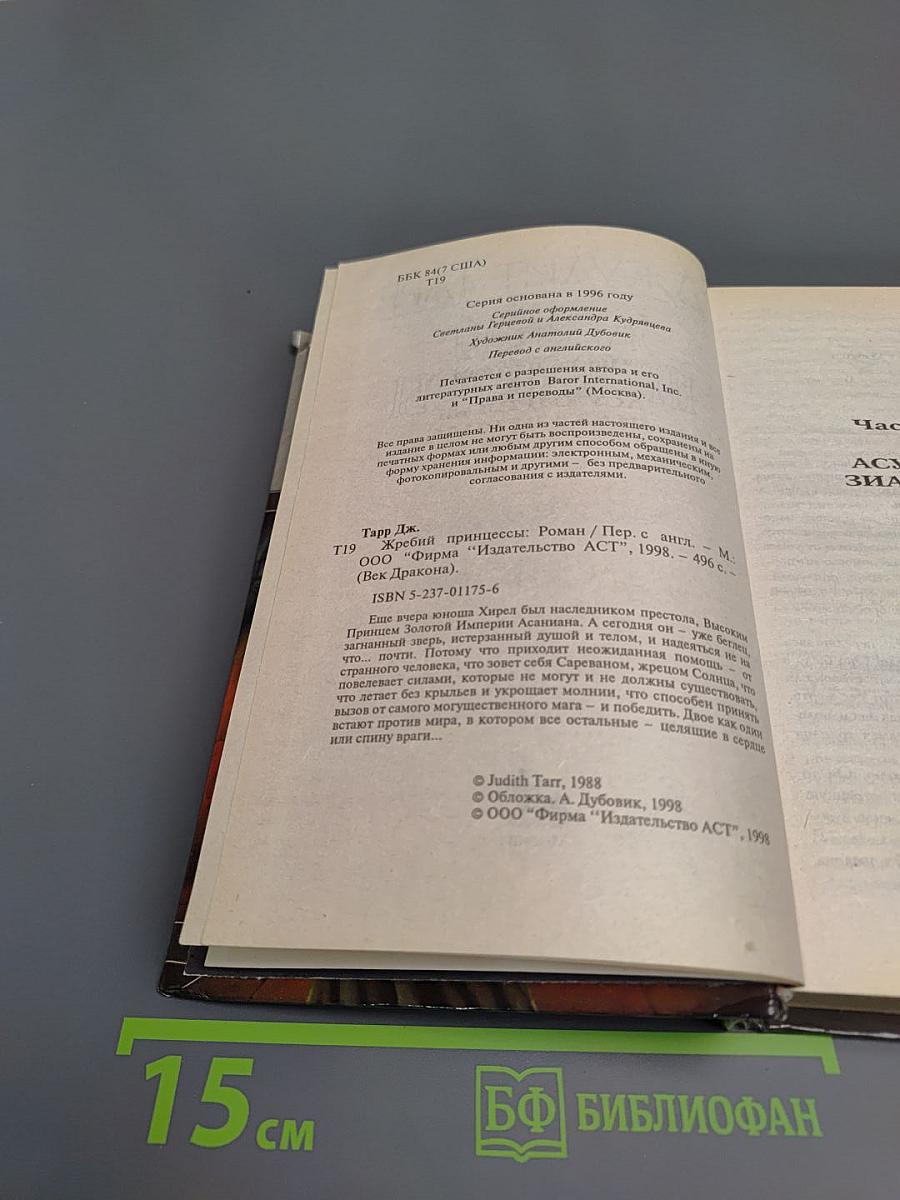 ББК 84(7 США)
Т19
Серия основана в 1996 году
Серийное оформление
Светланы Герцевой и Александра Кудрявцева
Художник Анатолий Дубовик
Перевод с английского
Печатается с разрешения автора и его
литературных агентов Baror International, Inc.
и "Права и переводы" (Москва).
Все права защищены. Ни одна из частей настоящего издания и все
издание в целом не могут быть воспроизведены, сохранены на
печатных формах или любым другим способом обращены в иную
форму хранения информации: электронным, механическим,
фотокопировальным и другими – без предварительного
согласования с издателями.
Тарр Дж.
Т19 Жребий принцессы: Роман / Пер. с англ. – М.:
ООО "Фирма "Издательство АСТ", 1998. – 496 с. –
(Век Дракона).
ISBN 5-237-01175-6
Еще вчера юноша Хирел был наследником престола, Высоким
Принцем Золотой Империи Асаниана. А сегодня он – уже беглец,
загнанный зверь, истерзанный душой и телом, и надеяться не на
что... почти. Потому что приходит неожиданная помощь – от
странного человека, что зовет себя Сареваном, жрецом Солнца, что
повелевает силами, которые не могут и не должны существовать,
что летает без крыльев и укрощает молнии, что способен принять
вызов от самого могущественного мага – и победить. Двое как один
встают против мира, в котором все остальные – целящие в сердце
или спину враги...
© Judith Tarr, 1988
© Обложка. А. Дубовик, 1998
© ООО "Фирма "Издательство АСТ", 1998
Час
АСУ
ЗИА
15 см
БФ БИБЛИОФАН